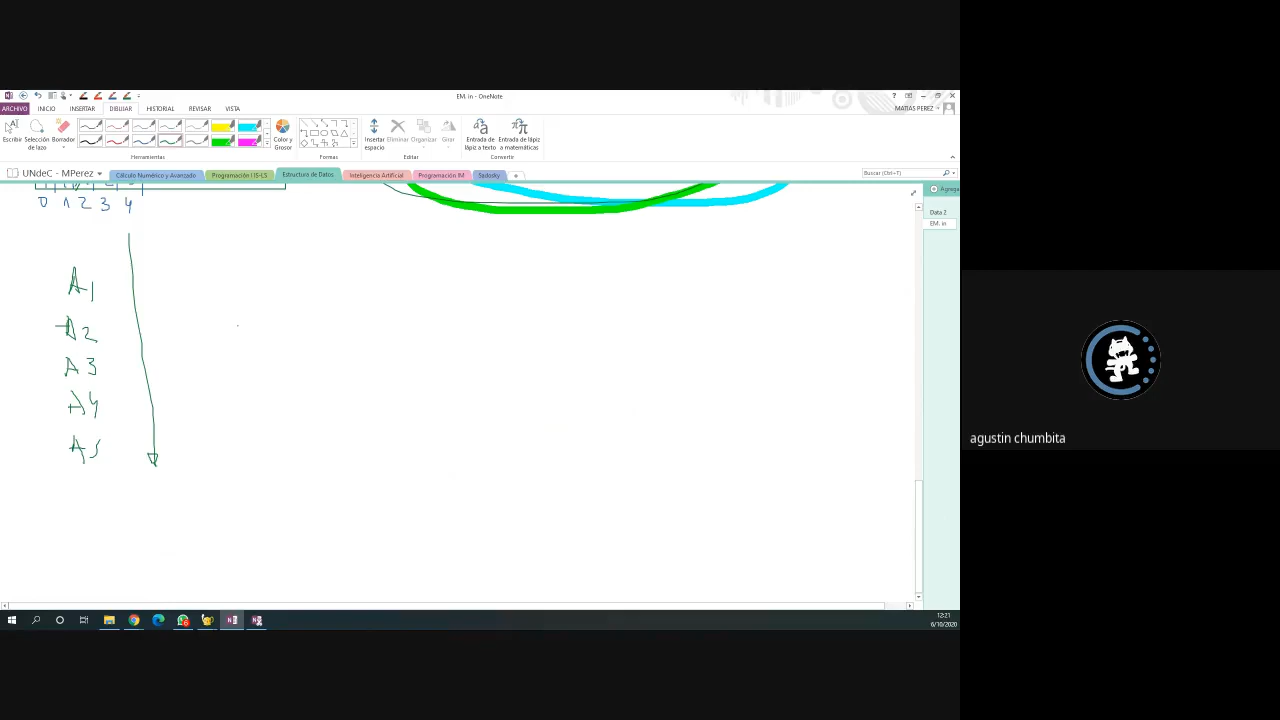 EM. in - OneNote
ARCHIVO INICIO INSERTAR DIBUJAR HISTORIAL REVISAR VISTA MATIAS PEREZ
Escribir Selección de lazo Borrador Color y Grosor Insertar espacio Eliminar Organizar Girar Entrada de lápiz a texto Entrada de lápiz a matemáticas
Herramientas Formas Editar Convertir
UNdeC - MPerez Cálculo Numérico y Avanzado Programación I IS-LS Estructura de Datos Inteligencia Artificial Programación IM Sadosky Buscar (Ctrl+T)
Agrega
0 1 2 3 4
Data 2
EM. in
A1
A2
A3
A4
A5
agustin chumbita
12:21
6/10/2020